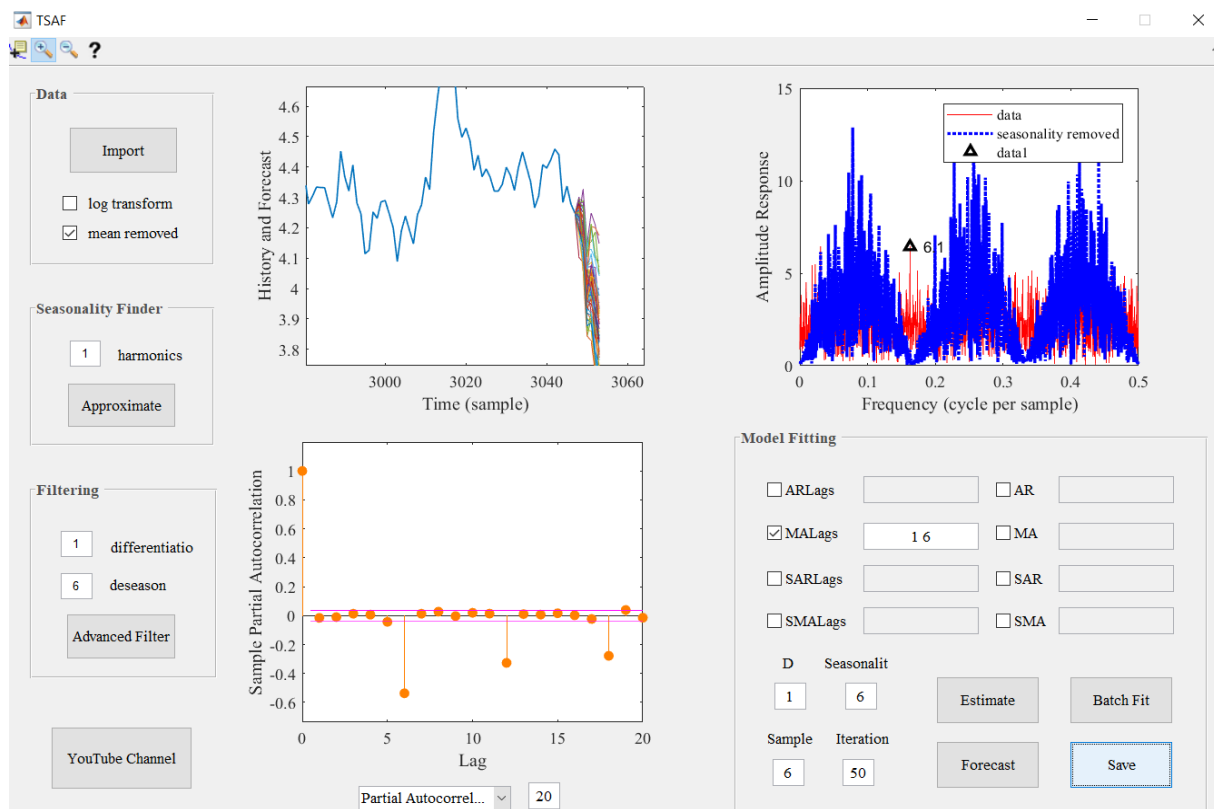 TSAF
?
Data
Import
log transform
mean removed
Seasonality Finder
1 harmonics
Approximate
Filtering
1 differentiatio
6 deseason
Advanced Filter
YouTube Channel
History and Forecast
4.6
4.5
4.4
4.3
4.2
4.1
4
3.9
3.8
3000 3020 3040 3060
Time (sample)
Amplitude Response
15
10
5
0
data
seasonality removed
data1
6.1
0 0.1 0.2 0.3 0.4 0.5
Frequency (cycle per sample)
Sample Partial Autocorrelation
1
0.8
0.6
0.4
0.2
0
-0.2
-0.4
-0.6
0 5 10 15 20
Lag
Partial Autocorrel... 20
Model Fitting
ARLags AR
MALags 1 6 MA
SARLags SAR
SMALags SMA
D Seasonalit
1 6
Estimate Batch Fit
Sample Iteration
6 50
Forecast Save